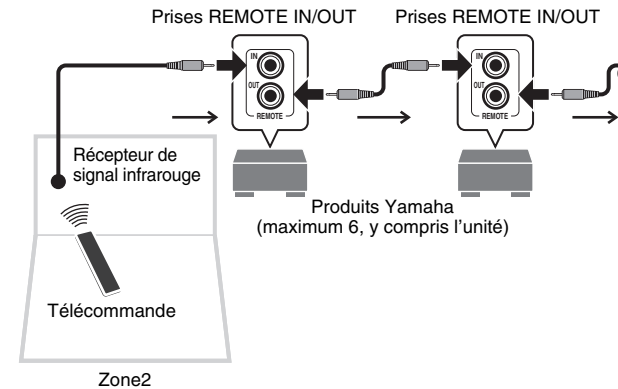 Prises REMOTE IN/OUT
Prises REMOTE IN/OUT
IN
OUT
REMOTE
IN
OUT
REMOTE
Récepteur de
signal infrarouge
Produits Yamaha
(maximum 6, y compris l’unité)
Télécommande
Zone2